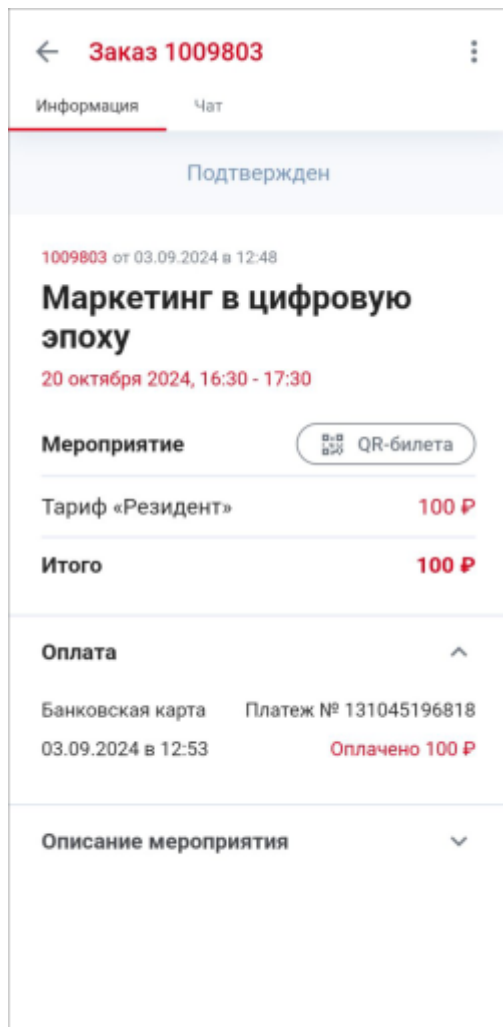 Заказ 1009803
Информация Чат
Подтвержден
1009803 от 03.09.2024 в 12:48
Маркетинг в цифровую
эпоху
20 октября 2024, 16:30 - 17:30
Мероприятие QR-билета
Тариф «Резидент» 100 ₽
Итого 100 ₽
Оплата
Банковская карта Платеж № 131045196818
03.09.2024 в 12:53 Оплачено 100 ₽
Описание мероприятия